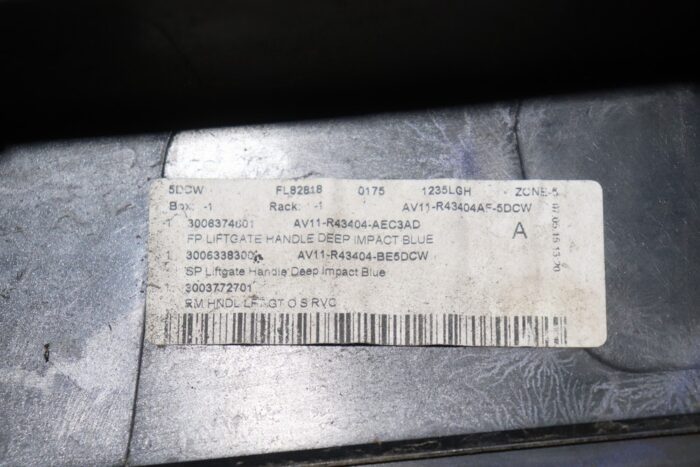 5DCW FL82818 0175 1235LGH ZONE-5
Box: -1 Rack: -1 AV11-R43404AF-5DCW
1 3006374601 AV11-R43404-AEC3AD A
FP LIFTGATE HANDLE DEEP IMPACT BLUE
1 3006338300 AV11-R43404-BE5DCW
SP Liftgate Handle Deep Impact Blue
1 3003772701
RM HNDL LFTGT O S RVC